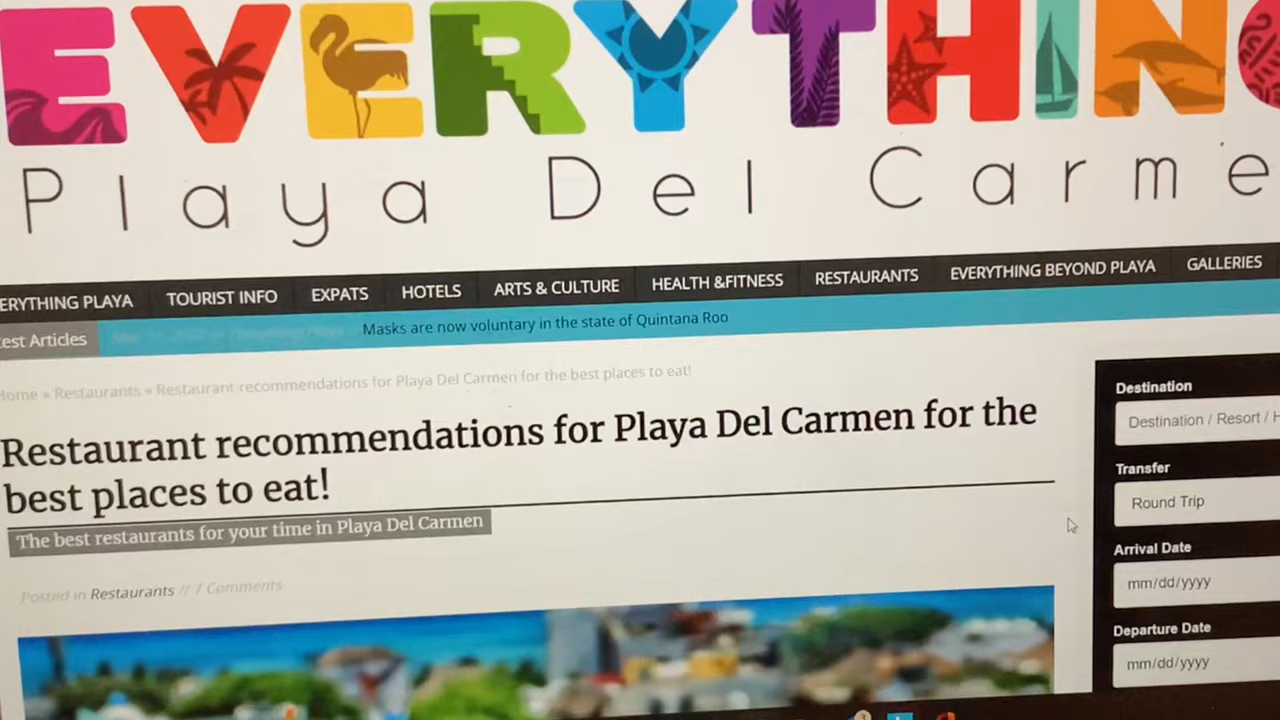 EVERYTHING
Playa Del Carme
ERYTHING PLAYA TOURIST INFO EXPATS HOTELS ARTS & CULTURE HEALTH &FITNESS RESTAURANTS EVERYTHING BEYOND PLAYA GALLERIES
est Articles Masks are now voluntary in the state of Quintana Roo
Home » Restaurants » Restaurant recommendations for Playa Del Carmen for the best places to eat!
Restaurant recommendations for Playa Del Carmen for the
best places to eat!
The best restaurants for your time in Playa Del Carmen
Posted in Restaurants // 7 Comments
Destination
Destination / Resort / H
Transfer
Round Trip
Arrival Date
mm/dd/yyyy
Departure Date
mm/dd/yyyy